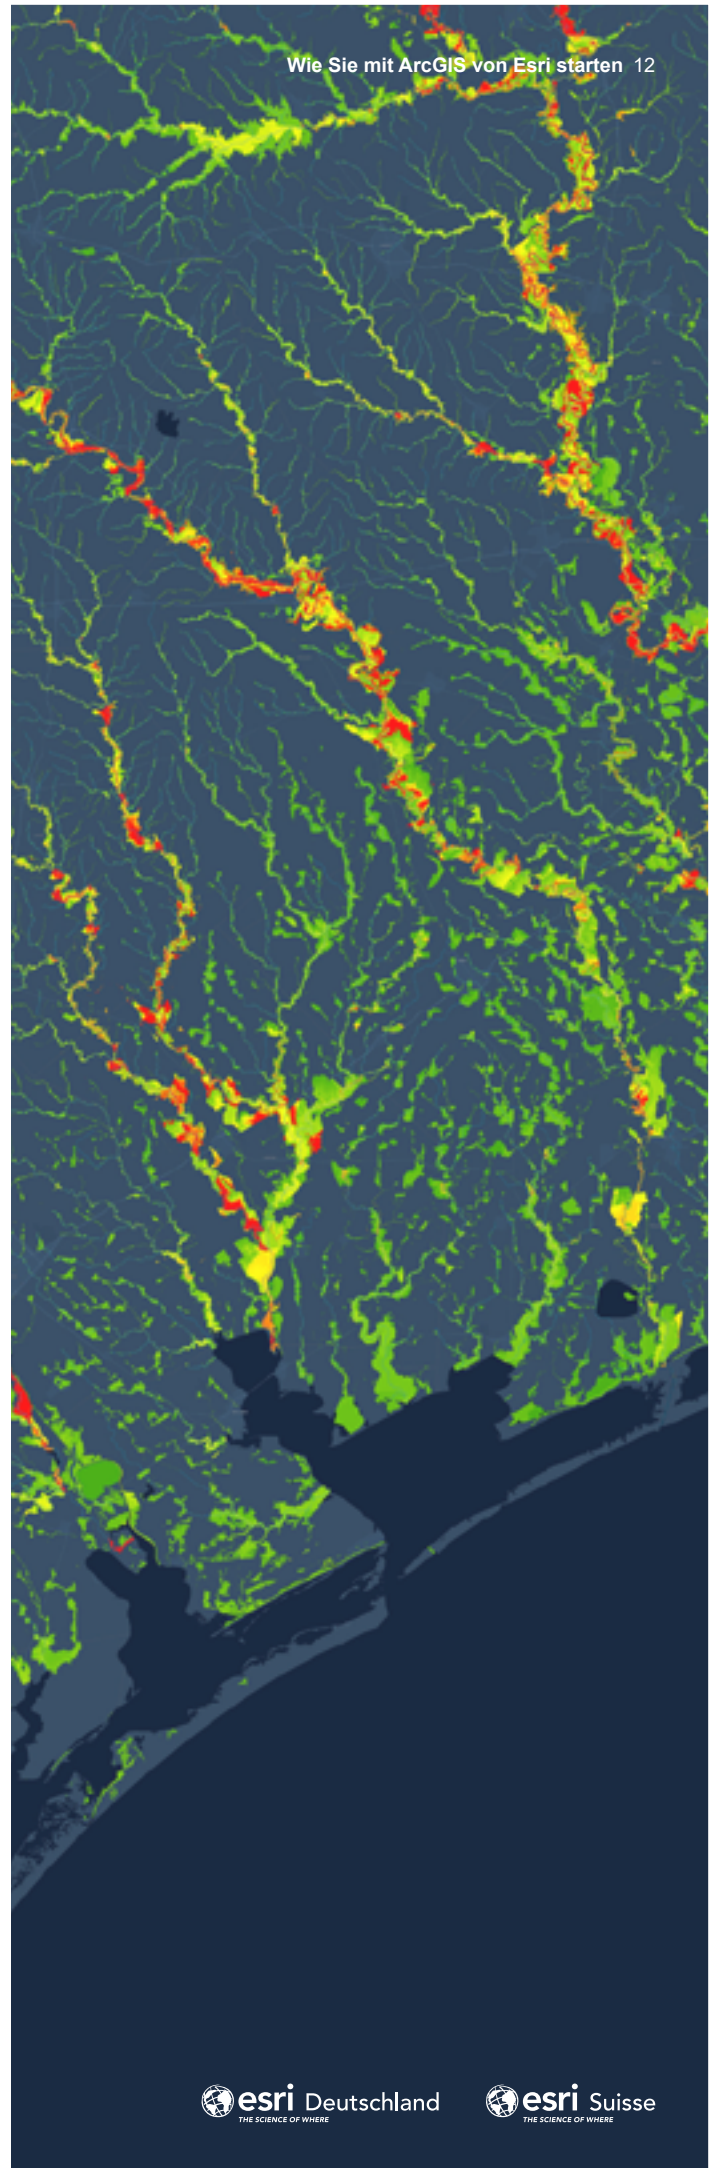 Wie Sie mit ArcGIS von Esri starten 12
esri Deutschland
THE SCIENCE OF WHERE
esri Suisse
THE SCIENCE OF WHERE